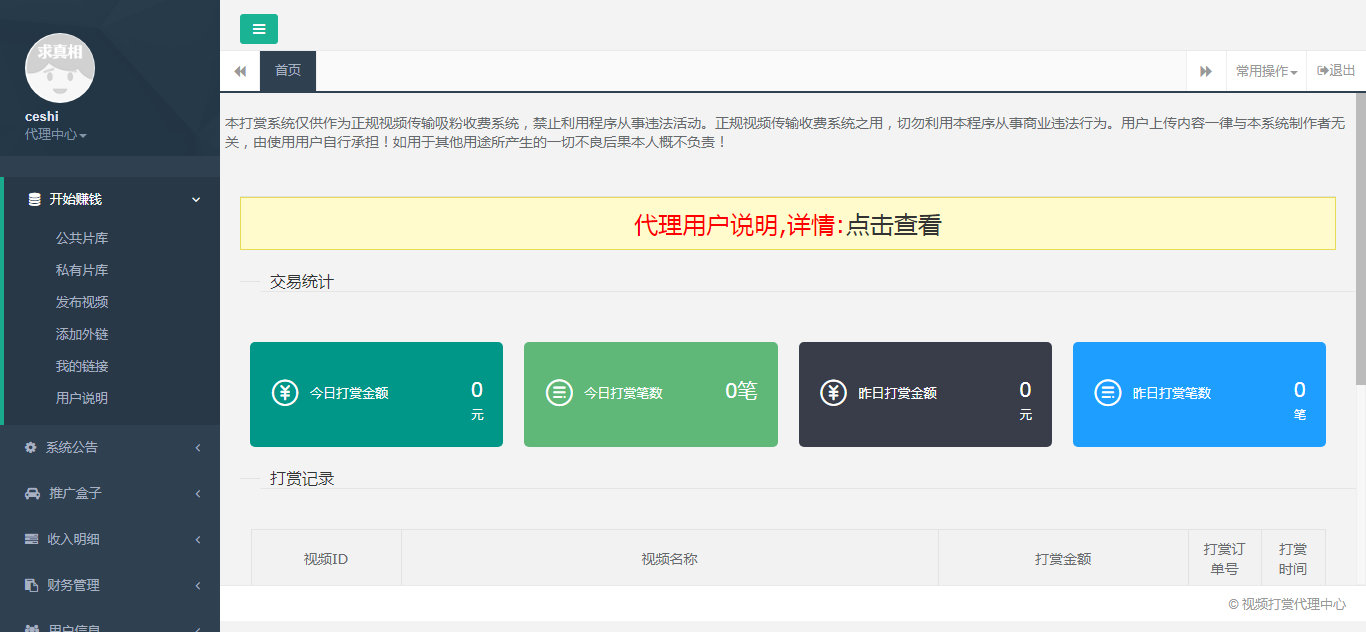 求真相
ceshi
代理中心
开始赚钱
公共片库
私有片库
发布视频
添加外链
我的链接
用户说明
系统公告
推广盒子
收入明细
财务管理
用户信息
首页
常用操作
退出
本打赏系统仅供作为正规视频传输吸粉收费系统，禁止利用程序从事违法活动。正规视频传输收费系统之用，切勿利用本程序从事商业违法行为。用户上传内容一律与本系统制作者无
关，由使用用户自行承担！如用于其他用途所产生的一切不良后果本人概不负责！
代理用户说明,详情:点击查看
交易统计
今日打赏金额
0
元
今日打赏笔数
0笔
昨日打赏金额
0
元
昨日打赏笔数
0
笔
打赏记录
视频ID
视频名称
打赏金额
打赏订
单号
打赏
时间
© 视频打赏代理中心